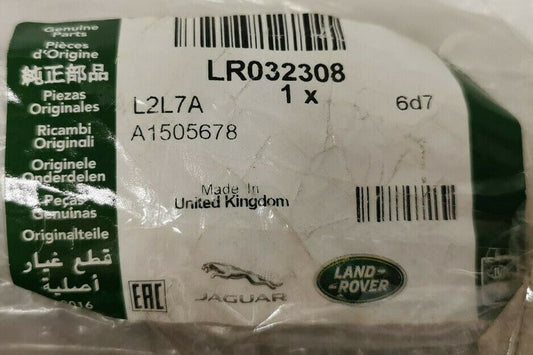 Genuine
Parts
Pièces
d'Origine
純正部品
Piezas
Originales
Ricambi
Originali
Originele
Onderdelen
Peças
Genuinas
Originalteile
قطع غيار
أصلية
LR032308
1 x
L2L7A
6d7
A1505678
Made In
United Kingdom
EAC
JAGUAR
LAND-
-ROVER